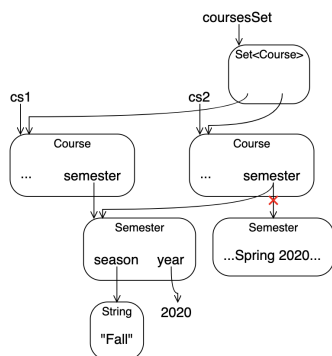 coursesSet
Set<Course>
cs1
cs2
Course
... semester
Course
... semester
Semester
season year
Semester
...Spring 2020...
String
"Fall"
2020